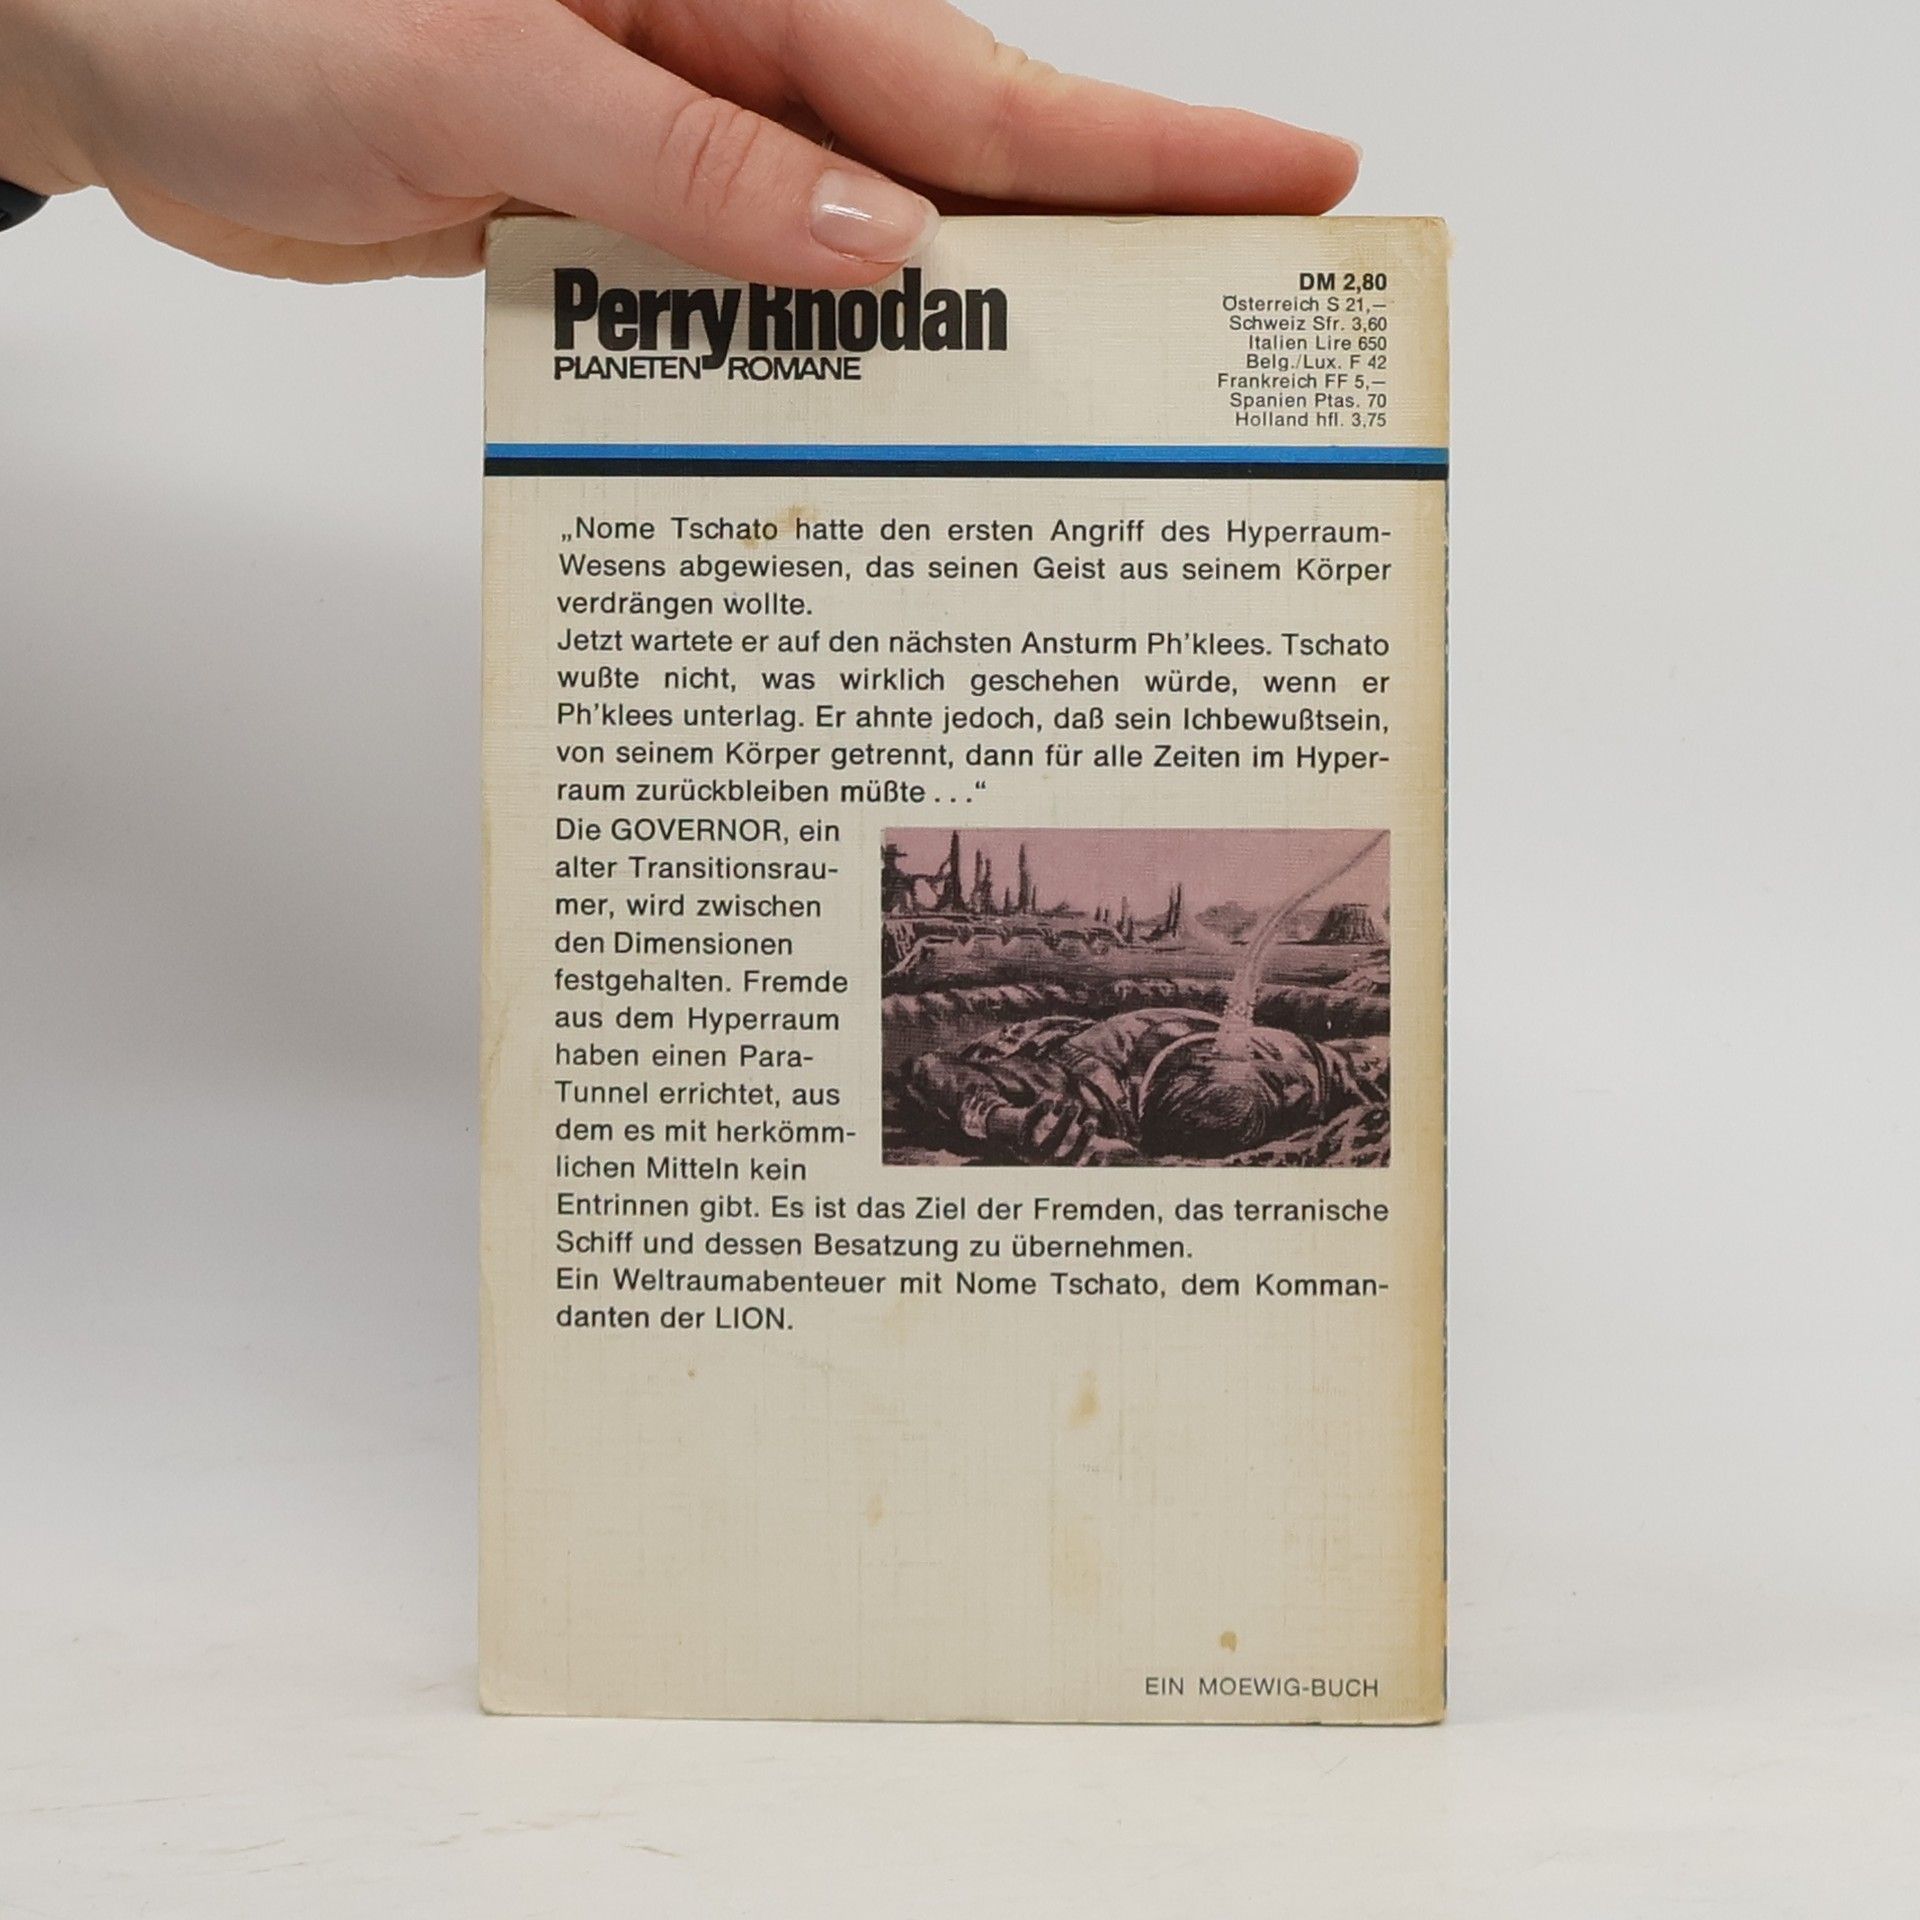 Perry Rhodan
PLANETEN ROMANE
DM 2,80
Österreich S 21,—
Schweiz Sfr. 3,60
Italien Lire 650
Belg./Lux. F 42
Frankreich FF 5,—
Spanien Ptas. 70
Holland hfl. 3,75
„Nome Tschato hatte den ersten Angriff des Hyperraum-
Wesens abgewiesen, das seinen Geist aus seinem Körper
verdrängen wollte.
Jetzt wartete er auf den nächsten Ansturm Ph’klees. Tschato
wußte nicht, was wirklich geschehen würde, wenn er
Ph’klees unterlag. Er ahnte jedoch, daß sein Ichbewußtsein,
von seinem Körper getrennt, dann für alle Zeiten im Hyper-
raum zurückbleiben müßte . . .“
Die GOVERNOR, ein
alter Transitionsrau-
mer, wird zwischen
den Dimensionen
festgehalten. Fremde
aus dem Hyperraum
haben einen Para-
Tunnel errichtet, aus
dem es mit herkömm-
lichen Mitteln kein
Entrinnen gibt. Es ist das Ziel der Fremden, das terranische
Schiff und dessen Besatzung zu übernehmen.
Ein Weltraumabenteuer mit Nome Tschato, dem Komman-
danten der LION.
EIN MOEWIG-BUCH